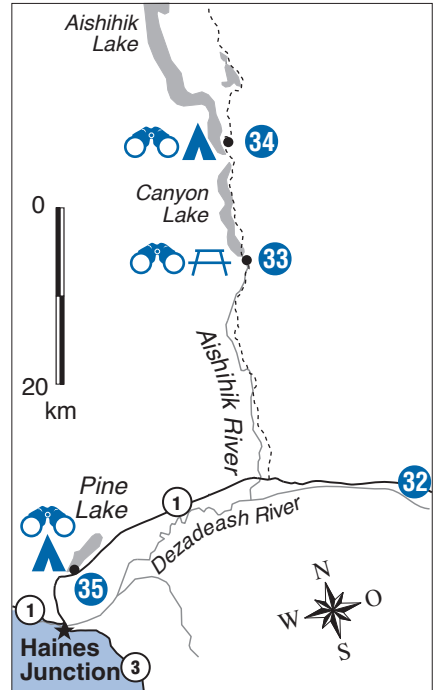 Aishihik
Lake
34
Canyon
Lake
0
33
Aishihik River
20
km
32
Pine
Lake
1
Dezadeash River
35
N
W
O
S
1
Haines
Junction
3